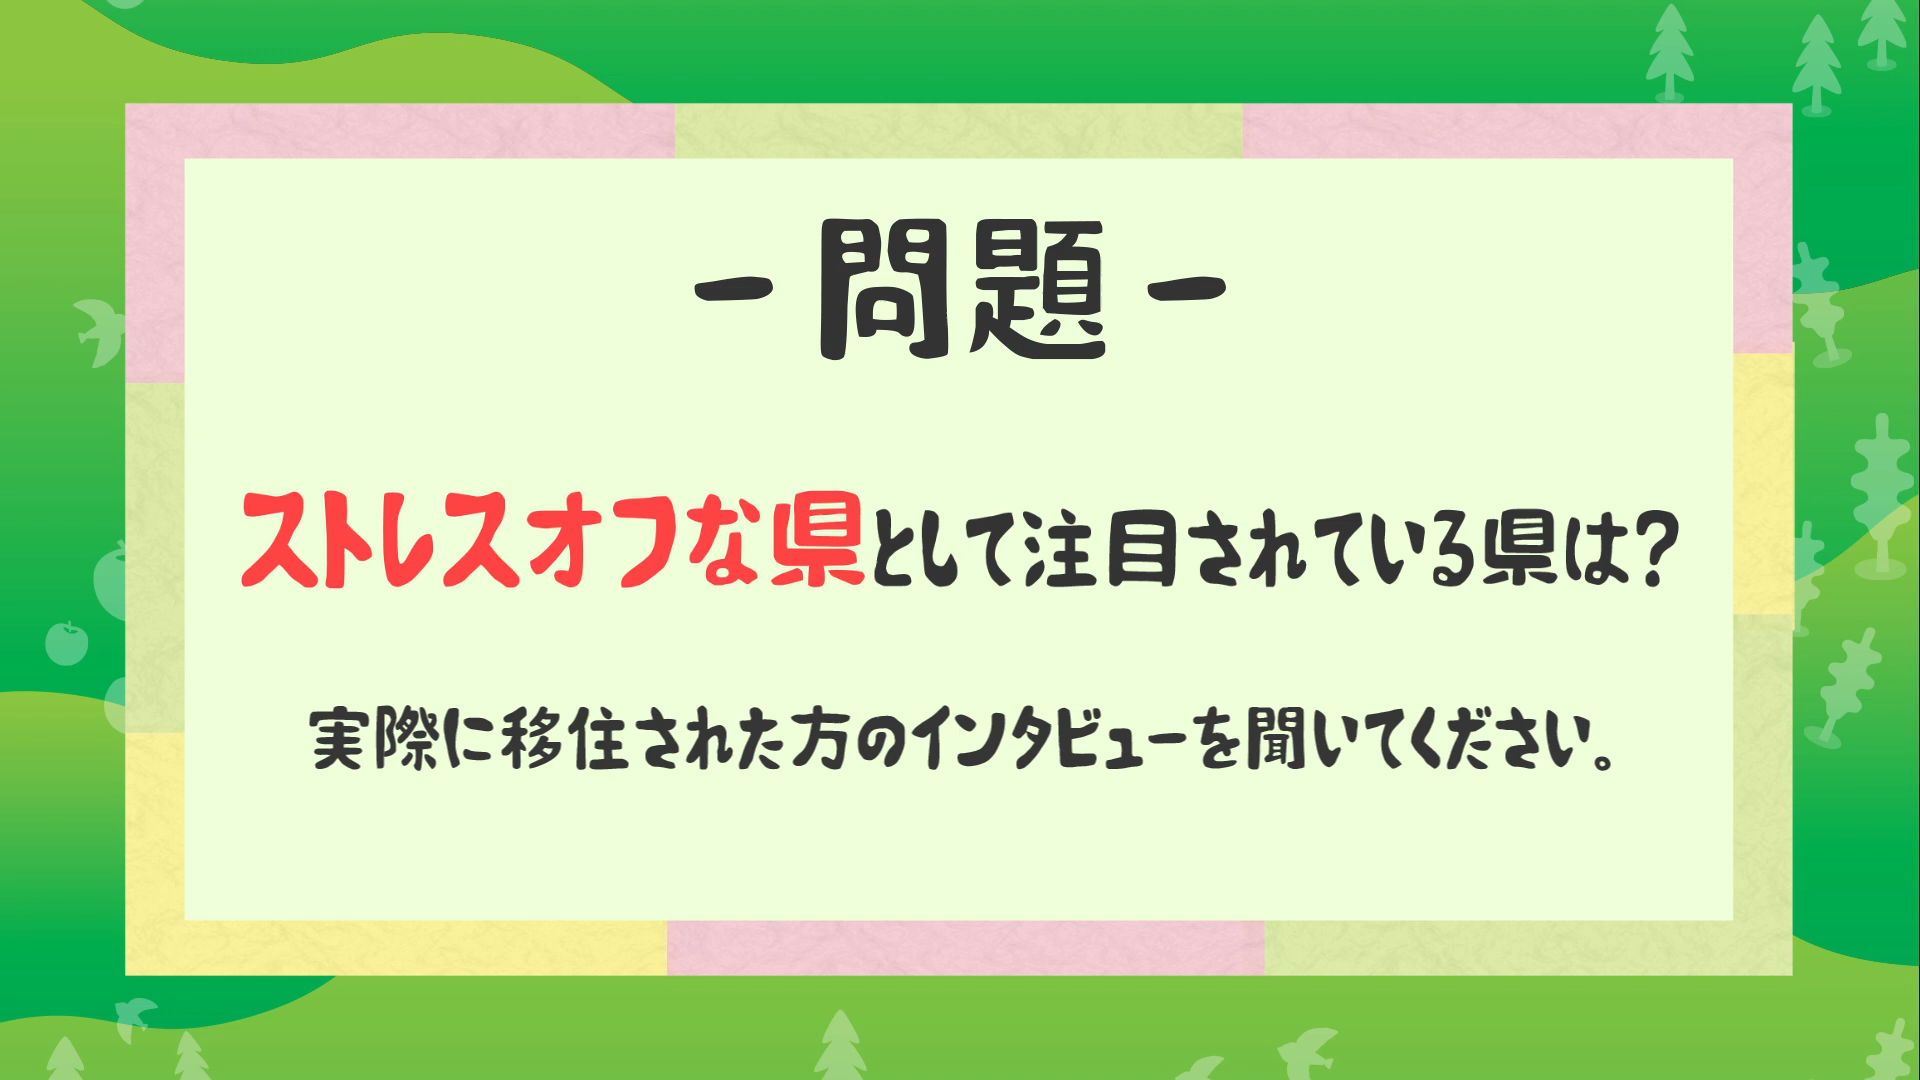 - 問題 -
ストレスオフな県として注目されている県は?
実際に移住された方のインタビューを聞いてください。